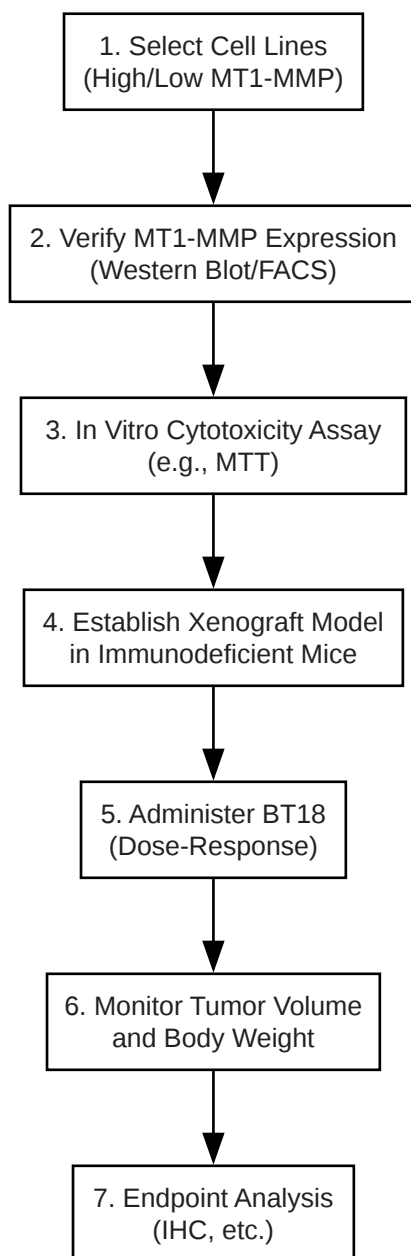 1. Select Cell Lines
(High/Low MT1-MMP)
2. Verify MT1-MMP Expression
(Western Blot/FACS)
3. In Vitro Cytotoxicity Assay
(e.g., MTT)
4. Establish Xenograft Model
in Immunodeficient Mice
5. Administer BT18
(Dose-Response)
6. Monitor Tumor Volume
and Body Weight
7. Endpoint Analysis
(IHC, etc.)